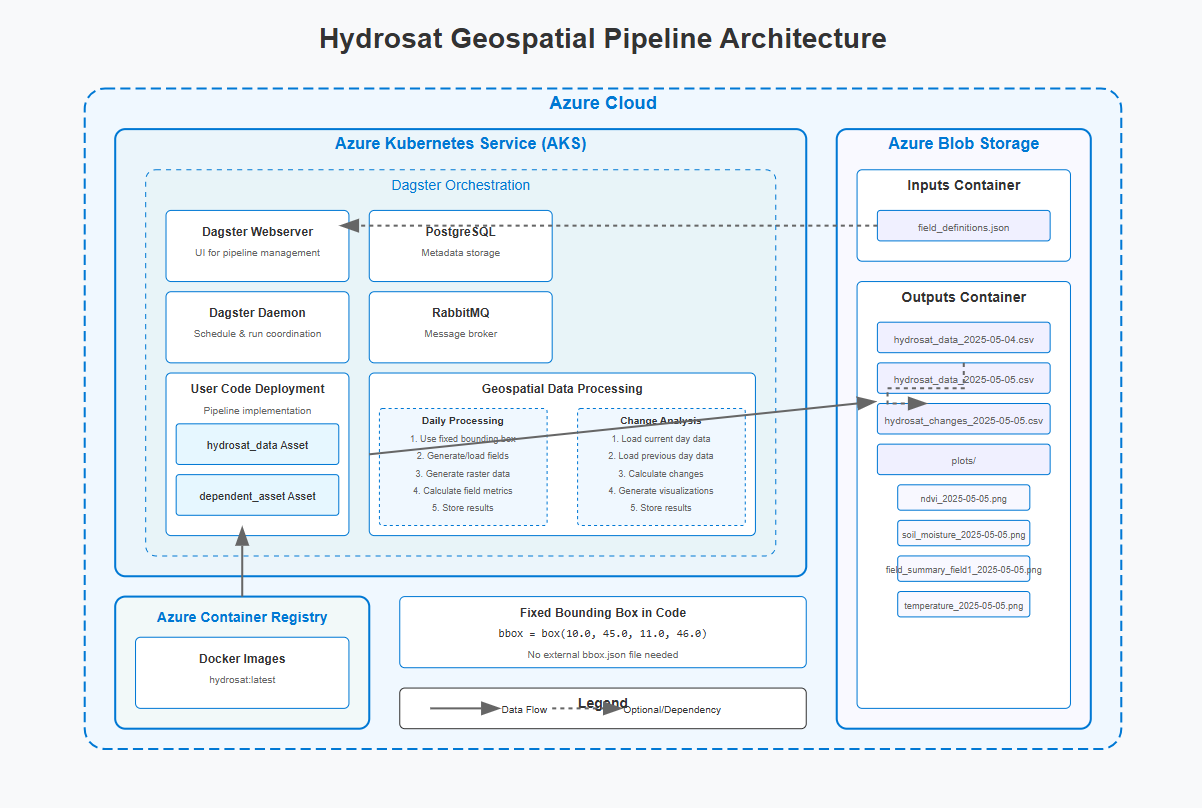 Hydrosat Geospatial Pipeline Architecture
Azure Cloud
Azure Kubernetes Service (AKS)
Dagster Orchestration
Dagster Webserver
UI for pipeline management
PostgreSQL
Metadata storage
Dagster Daemon
Schedule & run coordination
RabbitMQ
Message broker
User Code Deployment
Pipeline implementation
hydrosat_data Asset
dependent_asset Asset
Geospatial Data Processing
Daily Processing
1. Use fixed bounding box
2. Generate/load fields
3. Generate raster data
4. Calculate field metrics
5. Store results
Change Analysis
1. Load current day data
2. Load previous day data
3. Calculate changes
4. Generate visualizations
5. Store results
Azure Blob Storage
Inputs Container
field_definitions.json
Outputs Container
hydrosat_data_2025-05-04.csv
hydrosat_data_2025-05-05.csv
hydrosat_changes_2025-05-05.csv
plots/
ndvi_2025-05-05.png
soil_moisture_2025-05-05.png
field_summary_field1_2025-05-05.png
temperature_2025-05-05.png
Azure Container Registry
Docker Images
hydrosat:latest
Fixed Bounding Box in Code
bbox = box(10.0, 45.0, 11.0, 46.0)
No external bbox.json file needed
Legend
Data Flow
Optional/Dependency